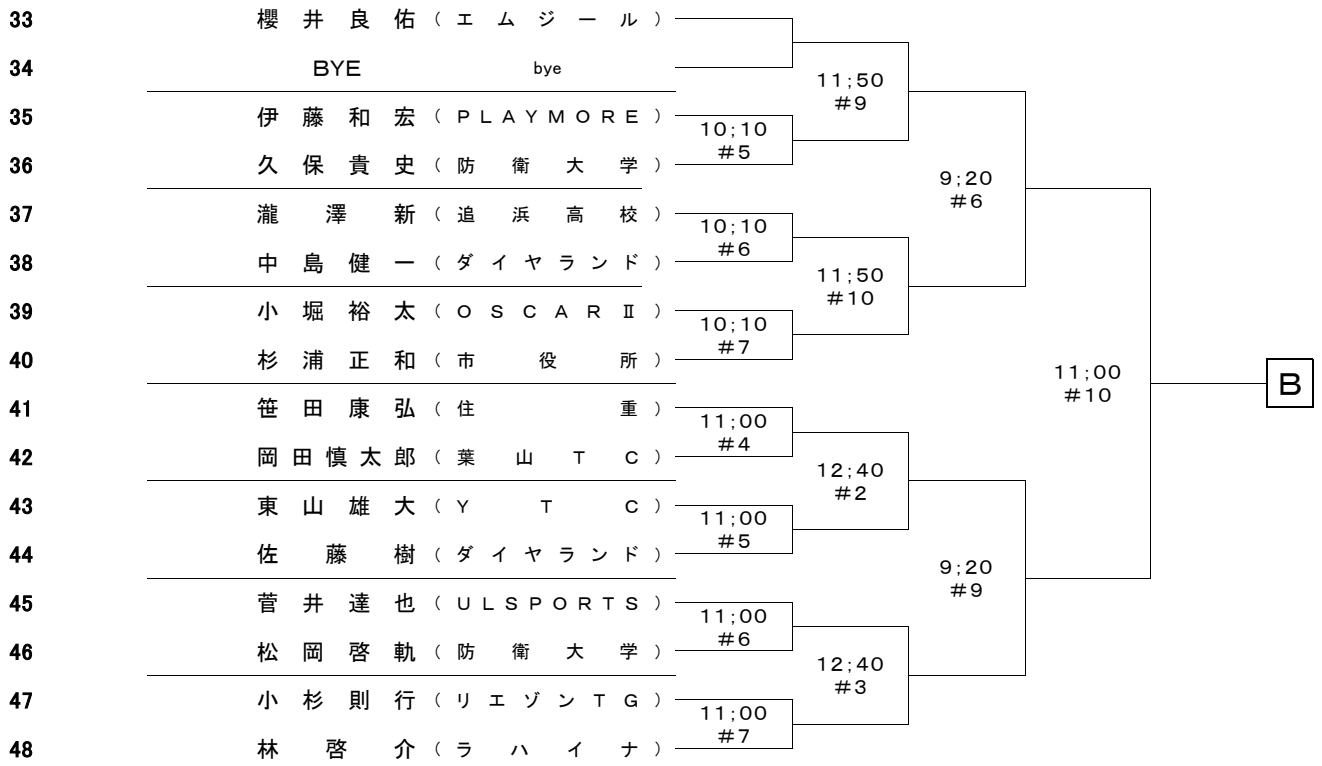 33 櫻井良佑 （エムジール）
34 BYE bye
11;50
#9
35 伊藤和宏 （PLAYMORE）
10;10
#5
36 久保貴史 （防衛大学）
9;20
#6
37 瀧澤新 （追浜高校）
10;10
#6
38 中島健一 （ダイヤランド）
11;50
#10
39 小堀裕太 （OSCARⅡ）
10;10
#7
40 杉浦正和 （市役所）
11;00
#10
B
41 笹田康弘 （住重）
11;00
#4
42 岡田慎太郎 （葉山TC）
12;40
#2
43 東山雄大 （YTC）
11;00
#5
44 佐藤樹 （ダイヤランド）
9;20
#9
45 菅井達也 （ULSPORTS）
11;00
#6
46 松岡啓軌 （防衛大学）
12;40
#3
47 小杉則行 （リエゾンTG）
11;00
#7
48 林啓介 （ラハイナ）